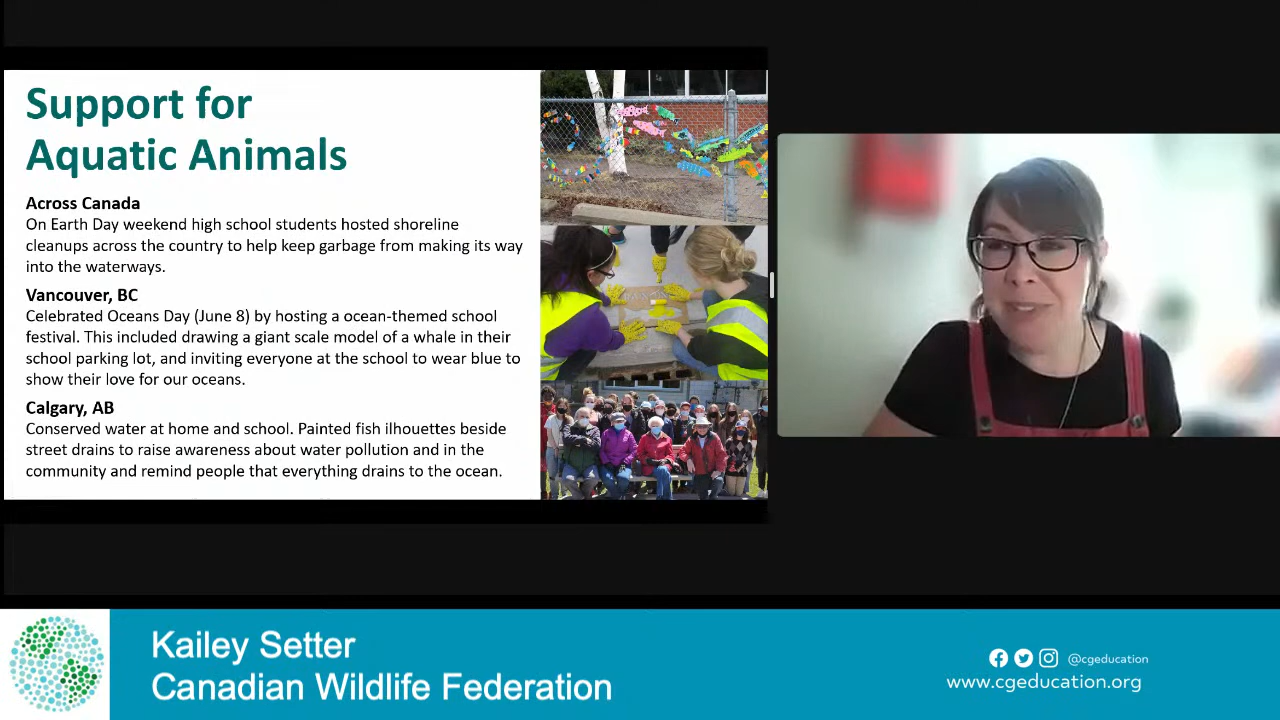 Support for
Aquatic Animals
Across Canada
On Earth Day weekend high school students hosted shoreline
cleanups across the country to help keep garbage from making its way
into the waterways.
Vancouver, BC
Celebrated Oceans Day (June 8) by hosting a ocean-themed school
festival. This included drawing a giant scale model of a whale in their
school parking lot, and inviting everyone at the school to wear blue to
show their love for our oceans.
Calgary, AB
Conserved water at home and school. Painted fish ilhouettes beside
street drains to raise awareness about water pollution and in the
community and remind people that everything drains to the ocean.
Kailey Setter
Canadian Wildlife Federation
@cgeducation
www.cgeducation.org